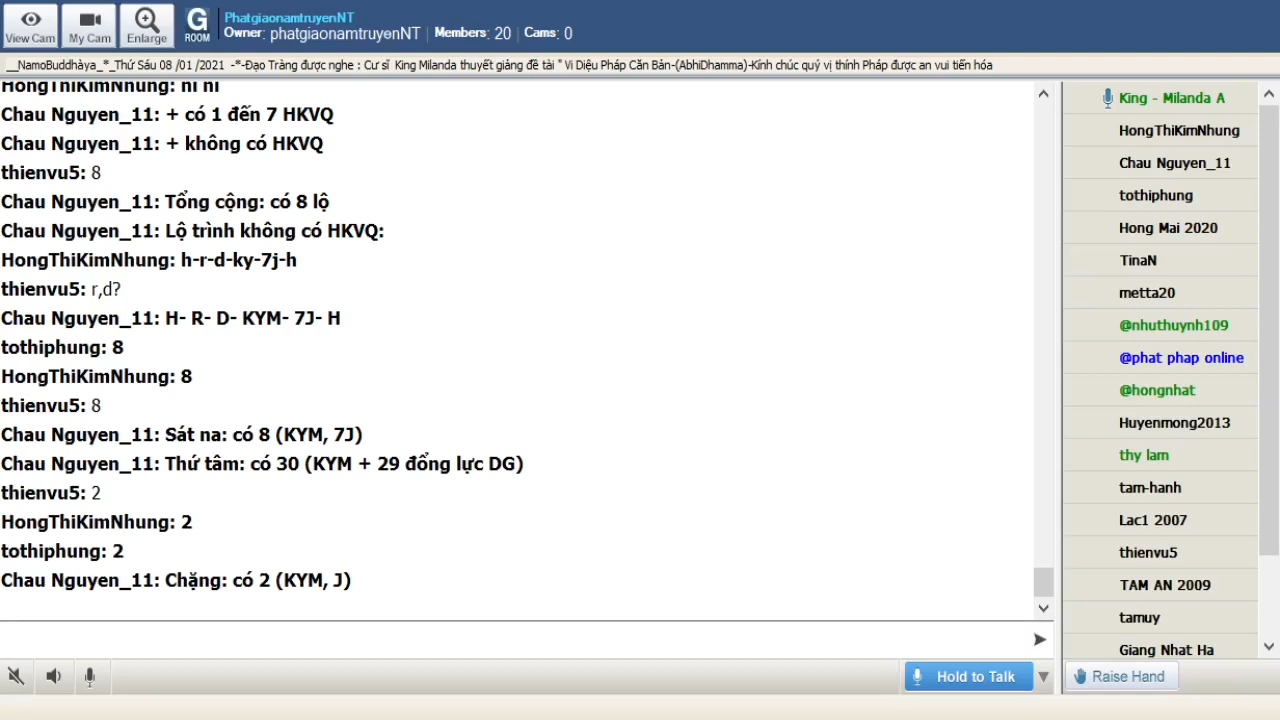 View Cam
My Cam
Enlarge
G
ROOM
PhatgiaonamtruyenNT
Owner: phatgiaonamtruyenNT | Members: 20 | Cams: 0
__NamoBuddhàya_*_Thứ Sáu 08 /01 /2021 -*-Đạo Tràng được nghe : Cư sĩ King Milanda thuyết giảng đề tài " Vi Diệu Pháp Căn Bản-(AbhiDhamma)-Kính chúc quý vị thính Pháp được an vui tiến hóa
HongThiKimNhung: hi hi
Chau Nguyen_11: + có 1 đến 7 HKVQ
Chau Nguyen_11: + không có HKVQ
thienvu5: 8
Chau Nguyen_11: Tổng cộng: có 8 lộ
Chau Nguyen_11: Lộ trình không có HKVQ:
HongThiKimNhung: h-r-d-ky-7j-h
thienvu5: r,d?
Chau Nguyen_11: H- R- D- KYM- 7J- H
tothiphung: 8
HongThiKimNhung: 8
thienvu5: 8
Chau Nguyen_11: Sát na: có 8 (KYM, 7J)
Chau Nguyen_11: Thứ tâm: có 30 (KYM + 29 đổng lực DG)
thienvu5: 2
HongThiKimNhung: 2
tothiphung: 2
Chau Nguyen_11: Chặng: có 2 (KYM, J)
King - Milanda A
HongThiKimNhung
Chau Nguyen_11
tothiphung
Hong Mai 2020
TinaN
metta20
@nhuthuynh109
@phat phap online
@hongnhat
Huyenmong2013
thy lam
tam-hanh
Lac1 2007
thienvu5
TAM AN 2009
tamuy
Giang Nhat Ha
Hold to Talk
Raise Hand